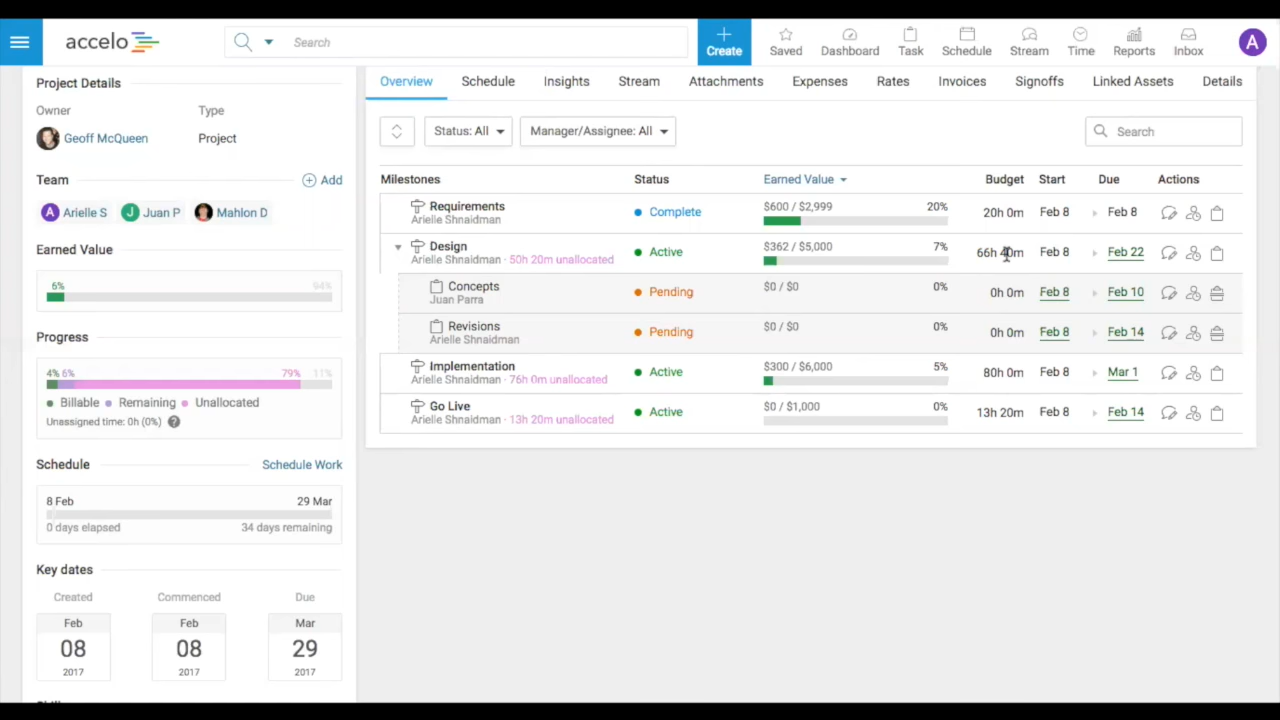 accelo
Search
Create
Saved
Dashboard
Task
Schedule
Stream
Time
Reports
Inbox
A
Project Details
Owner
Type
Geoff McQueen
Project
Team
Add
A Arielle S
J Juan P
Mahlon D
Earned Value
6%
94%
Progress
4% 6%
79%
11%
Billable
Remaining
Unallocated
Unassigned time: 0h (0%) ?
Schedule
Schedule Work
8 Feb
29 Mar
0 days elapsed
34 days remaining
Key dates
Created
Commenced
Due
Feb
08
2017
Feb
08
2017
Mar
29
2017
Overview
Schedule
Insights
Stream
Attachments
Expenses
Rates
Invoices
Signoffs
Linked Assets
Details
Status: All
Manager/Assignee: All
Search
Milestones
Status
Earned Value
Budget
Start
Due
Actions
Requirements
Arielle Shnaidman
Complete
$600 / $2,999
20%
20h 0m
Feb 8
Feb 8
Design
Arielle Shnaidman · 50h 20m unallocated
Active
$362 / $5,000
7%
66h 40m
Feb 8
Feb 22
Concepts
Juan Parra
Pending
$0 / $0
0%
0h 0m
Feb 8
Feb 10
Revisions
Arielle Shnaidman
Pending
$0 / $0
0%
0h 0m
Feb 8
Feb 14
Implementation
Arielle Shnaidman · 76h 0m unallocated
Active
$300 / $6,000
5%
80h 0m
Feb 8
Mar 1
Go Live
Arielle Shnaidman · 13h 20m unallocated
Active
$0 / $1,000
0%
13h 20m
Feb 8
Feb 14